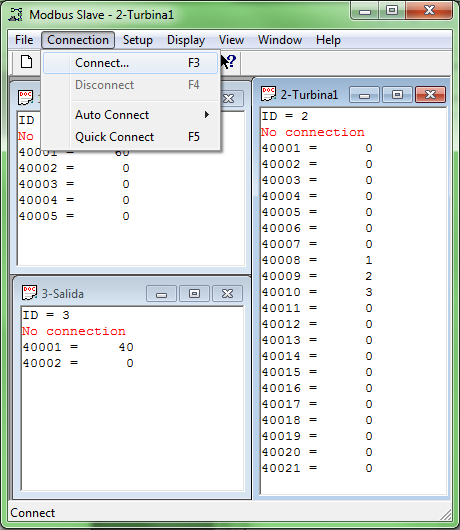 Modbus Slave - 2-Turbina1
File Connection Setup Display View Window Help
Connect... F3
Disconnect F4
Auto Connect
Quick Connect F5
ID
No
40001 = 60
40002 = 0
40003 = 0
40004 = 0
40005 = 0
3-Salida
ID = 3
No connection
40001 = 40
40002 = 0
2-Turbina1
ID = 2
No connection
40001 = 0
40002 = 0
40003 = 0
40004 = 0
40005 = 0
40006 = 0
40007 = 0
40008 = 1
40009 = 2
40010 = 3
40011 = 0
40012 = 0
40013 = 0
40014 = 0
40015 = 0
40016 = 0
40017 = 0
40018 = 0
40019 = 0
40020 = 0
40021 = 0
Connect